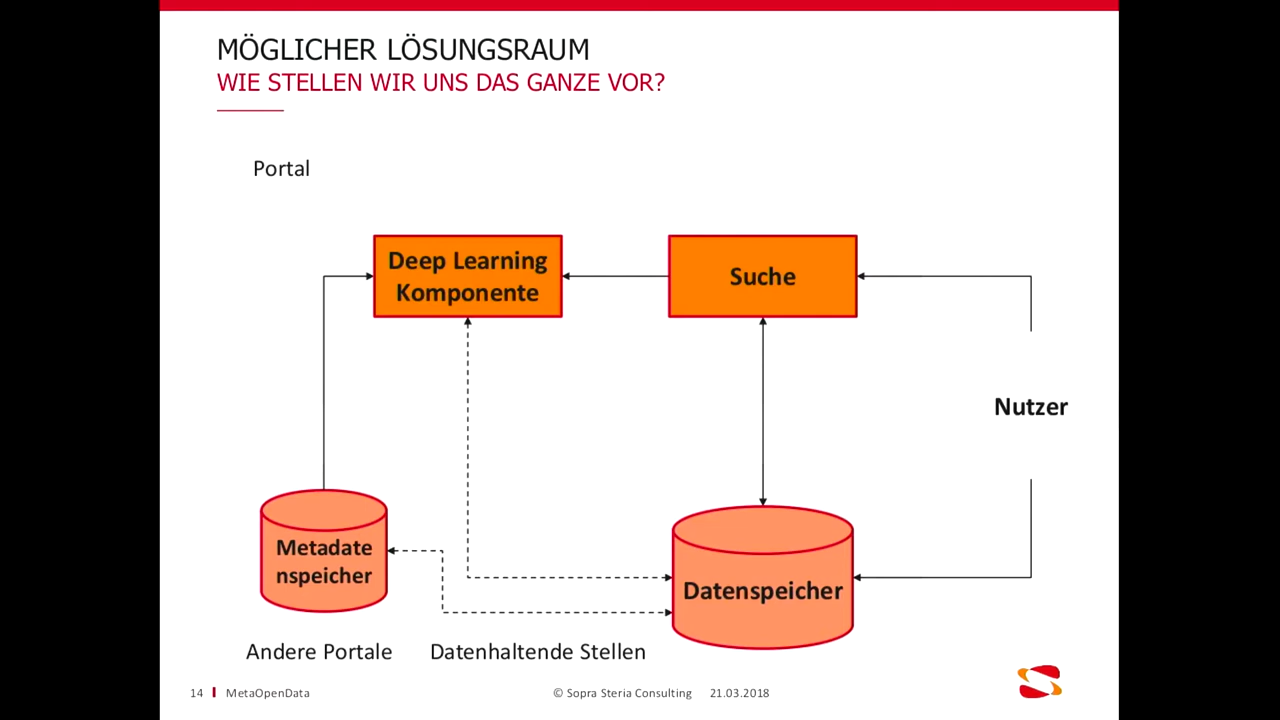 MÖGLICHER LÖSUNGSRAUM
WIE STELLEN WIR UNS DAS GANZE VOR?
Portal
Deep Learning
Komponente
Suche
Nutzer
Metadate
nspeicher
Datenspeicher
Andere Portale
Datenhaltende Stellen
14
MetaOpenData
© Sopra Steria Consulting
21.03.2018